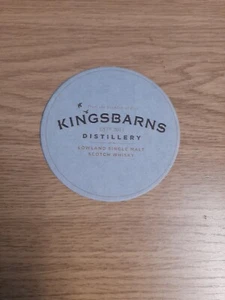 KINGSBARNS
DISTILLERY
LOWLAND SINGLE MALT
SCOTCH WHISKY